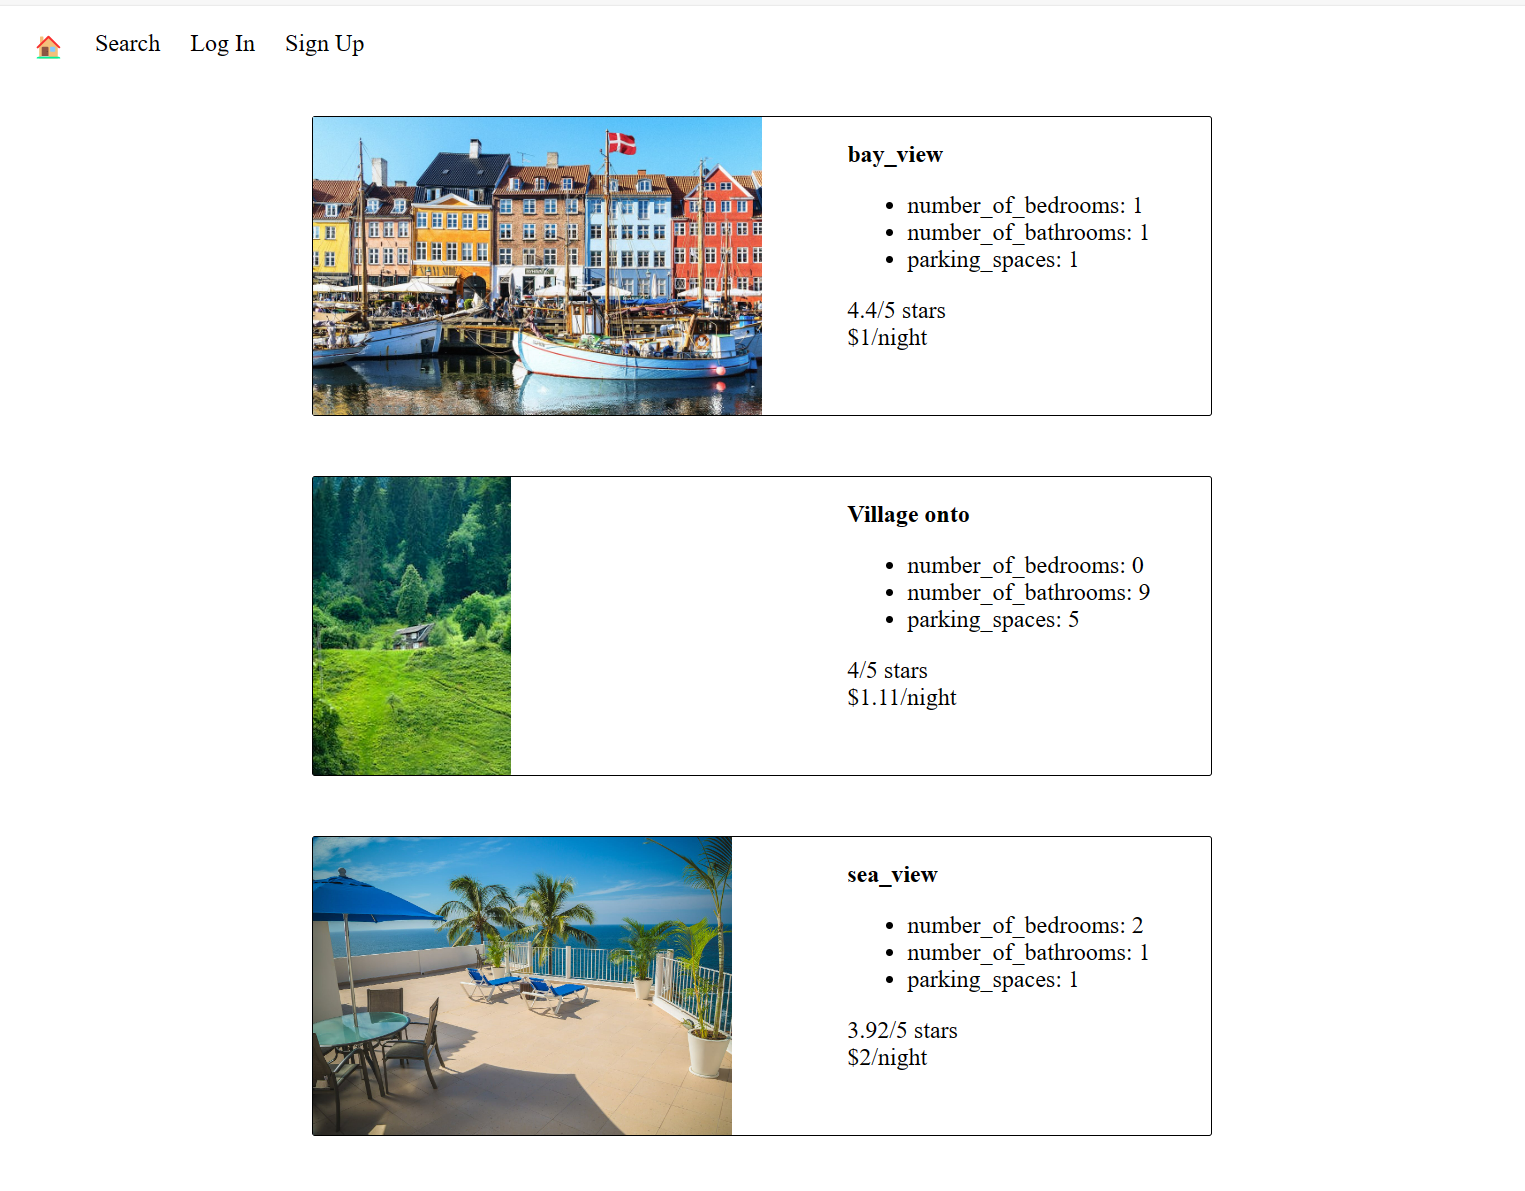 Search Log In Sign Up
bay_view
• number_of_bedrooms: 1
• number_of_bathrooms: 1
• parking_spaces: 1
4.4/5 stars
$1/night
Village onto
• number_of_bedrooms: 0
• number_of_bathrooms: 9
• parking_spaces: 5
4/5 stars
$1.11/night
sea_view
• number_of_bedrooms: 2
• number_of_bathrooms: 1
• parking_spaces: 1
3.92/5 stars
$2/night